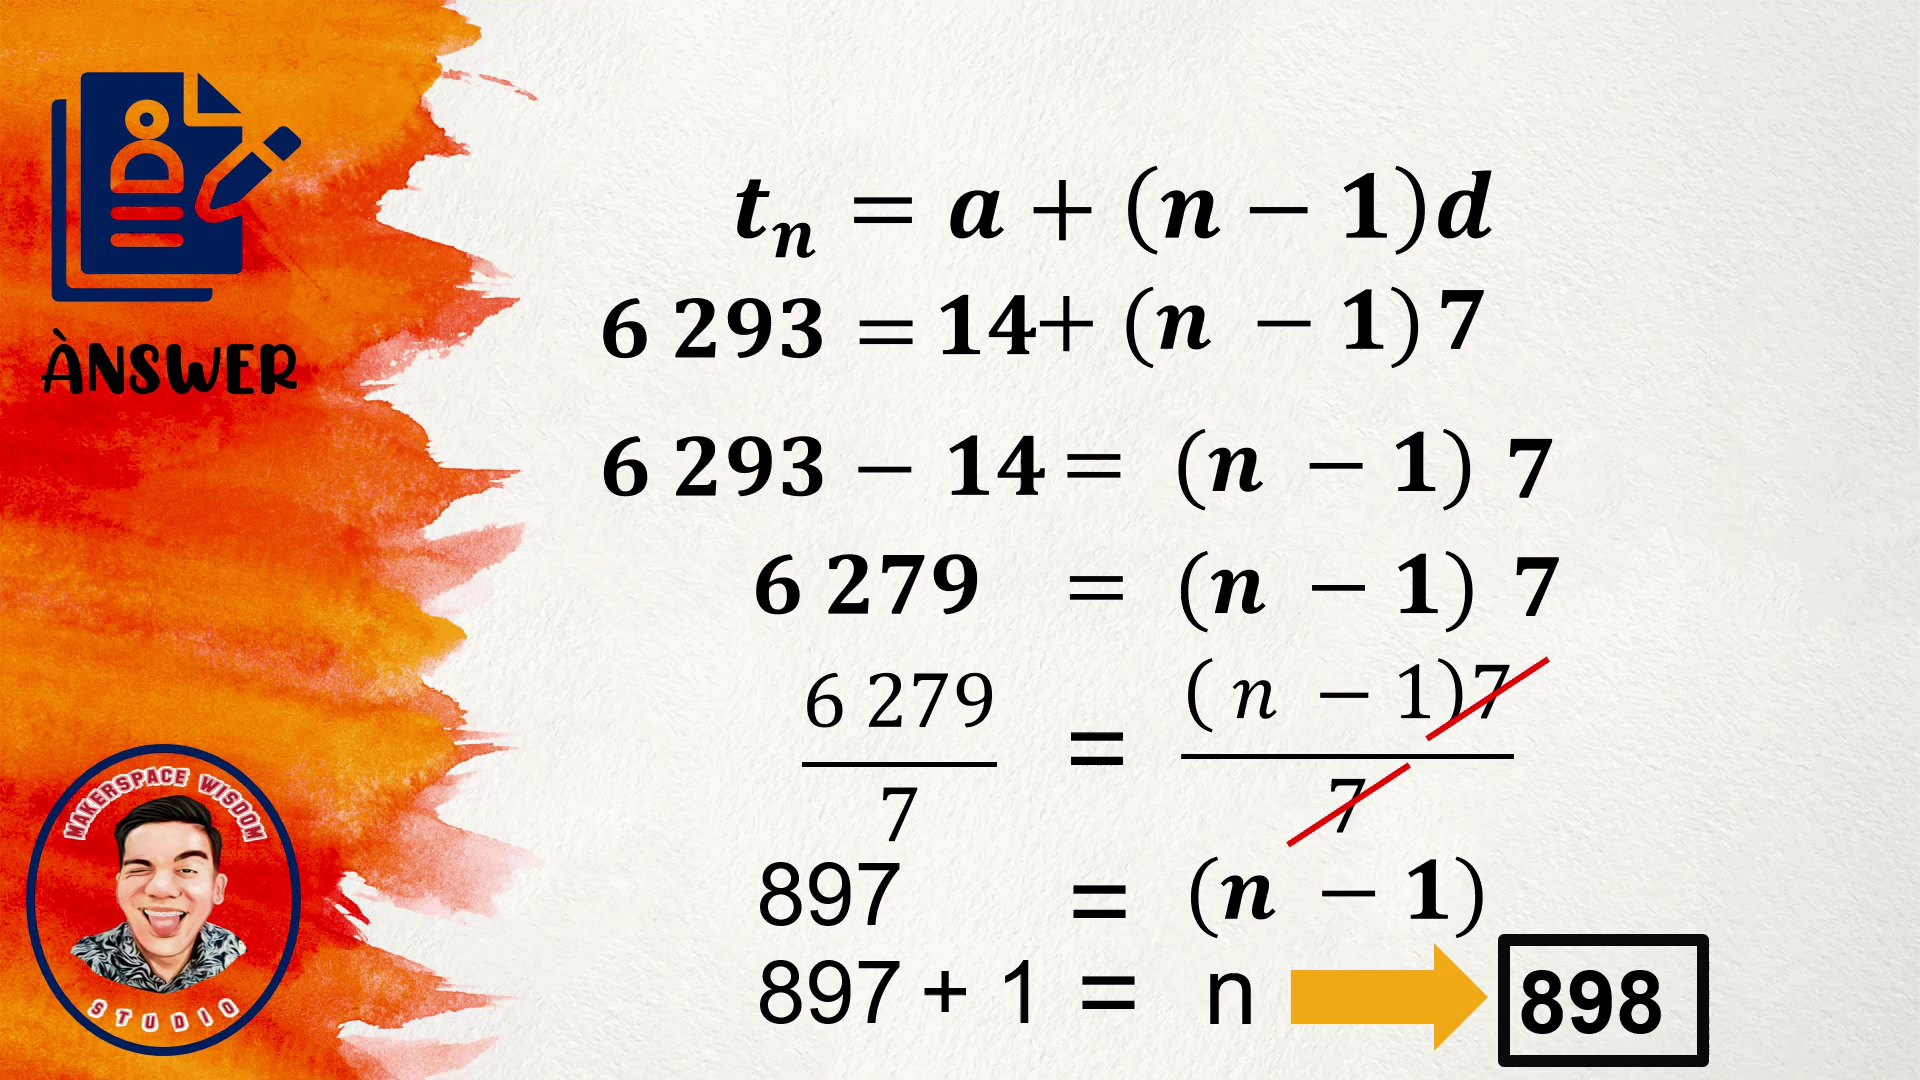 ÀNSWER
tₙ = a + (n − 1)d
6 293 = 14+ (n − 1) 7
6 293 − 14 = (n − 1) 7
6 279 = (n − 1) 7
6 279 / 7 = ( n − 1)7 / 7
897 = (n − 1)
897 + 1 = n 898
MAKERSPACE WISDOM
STUDIO